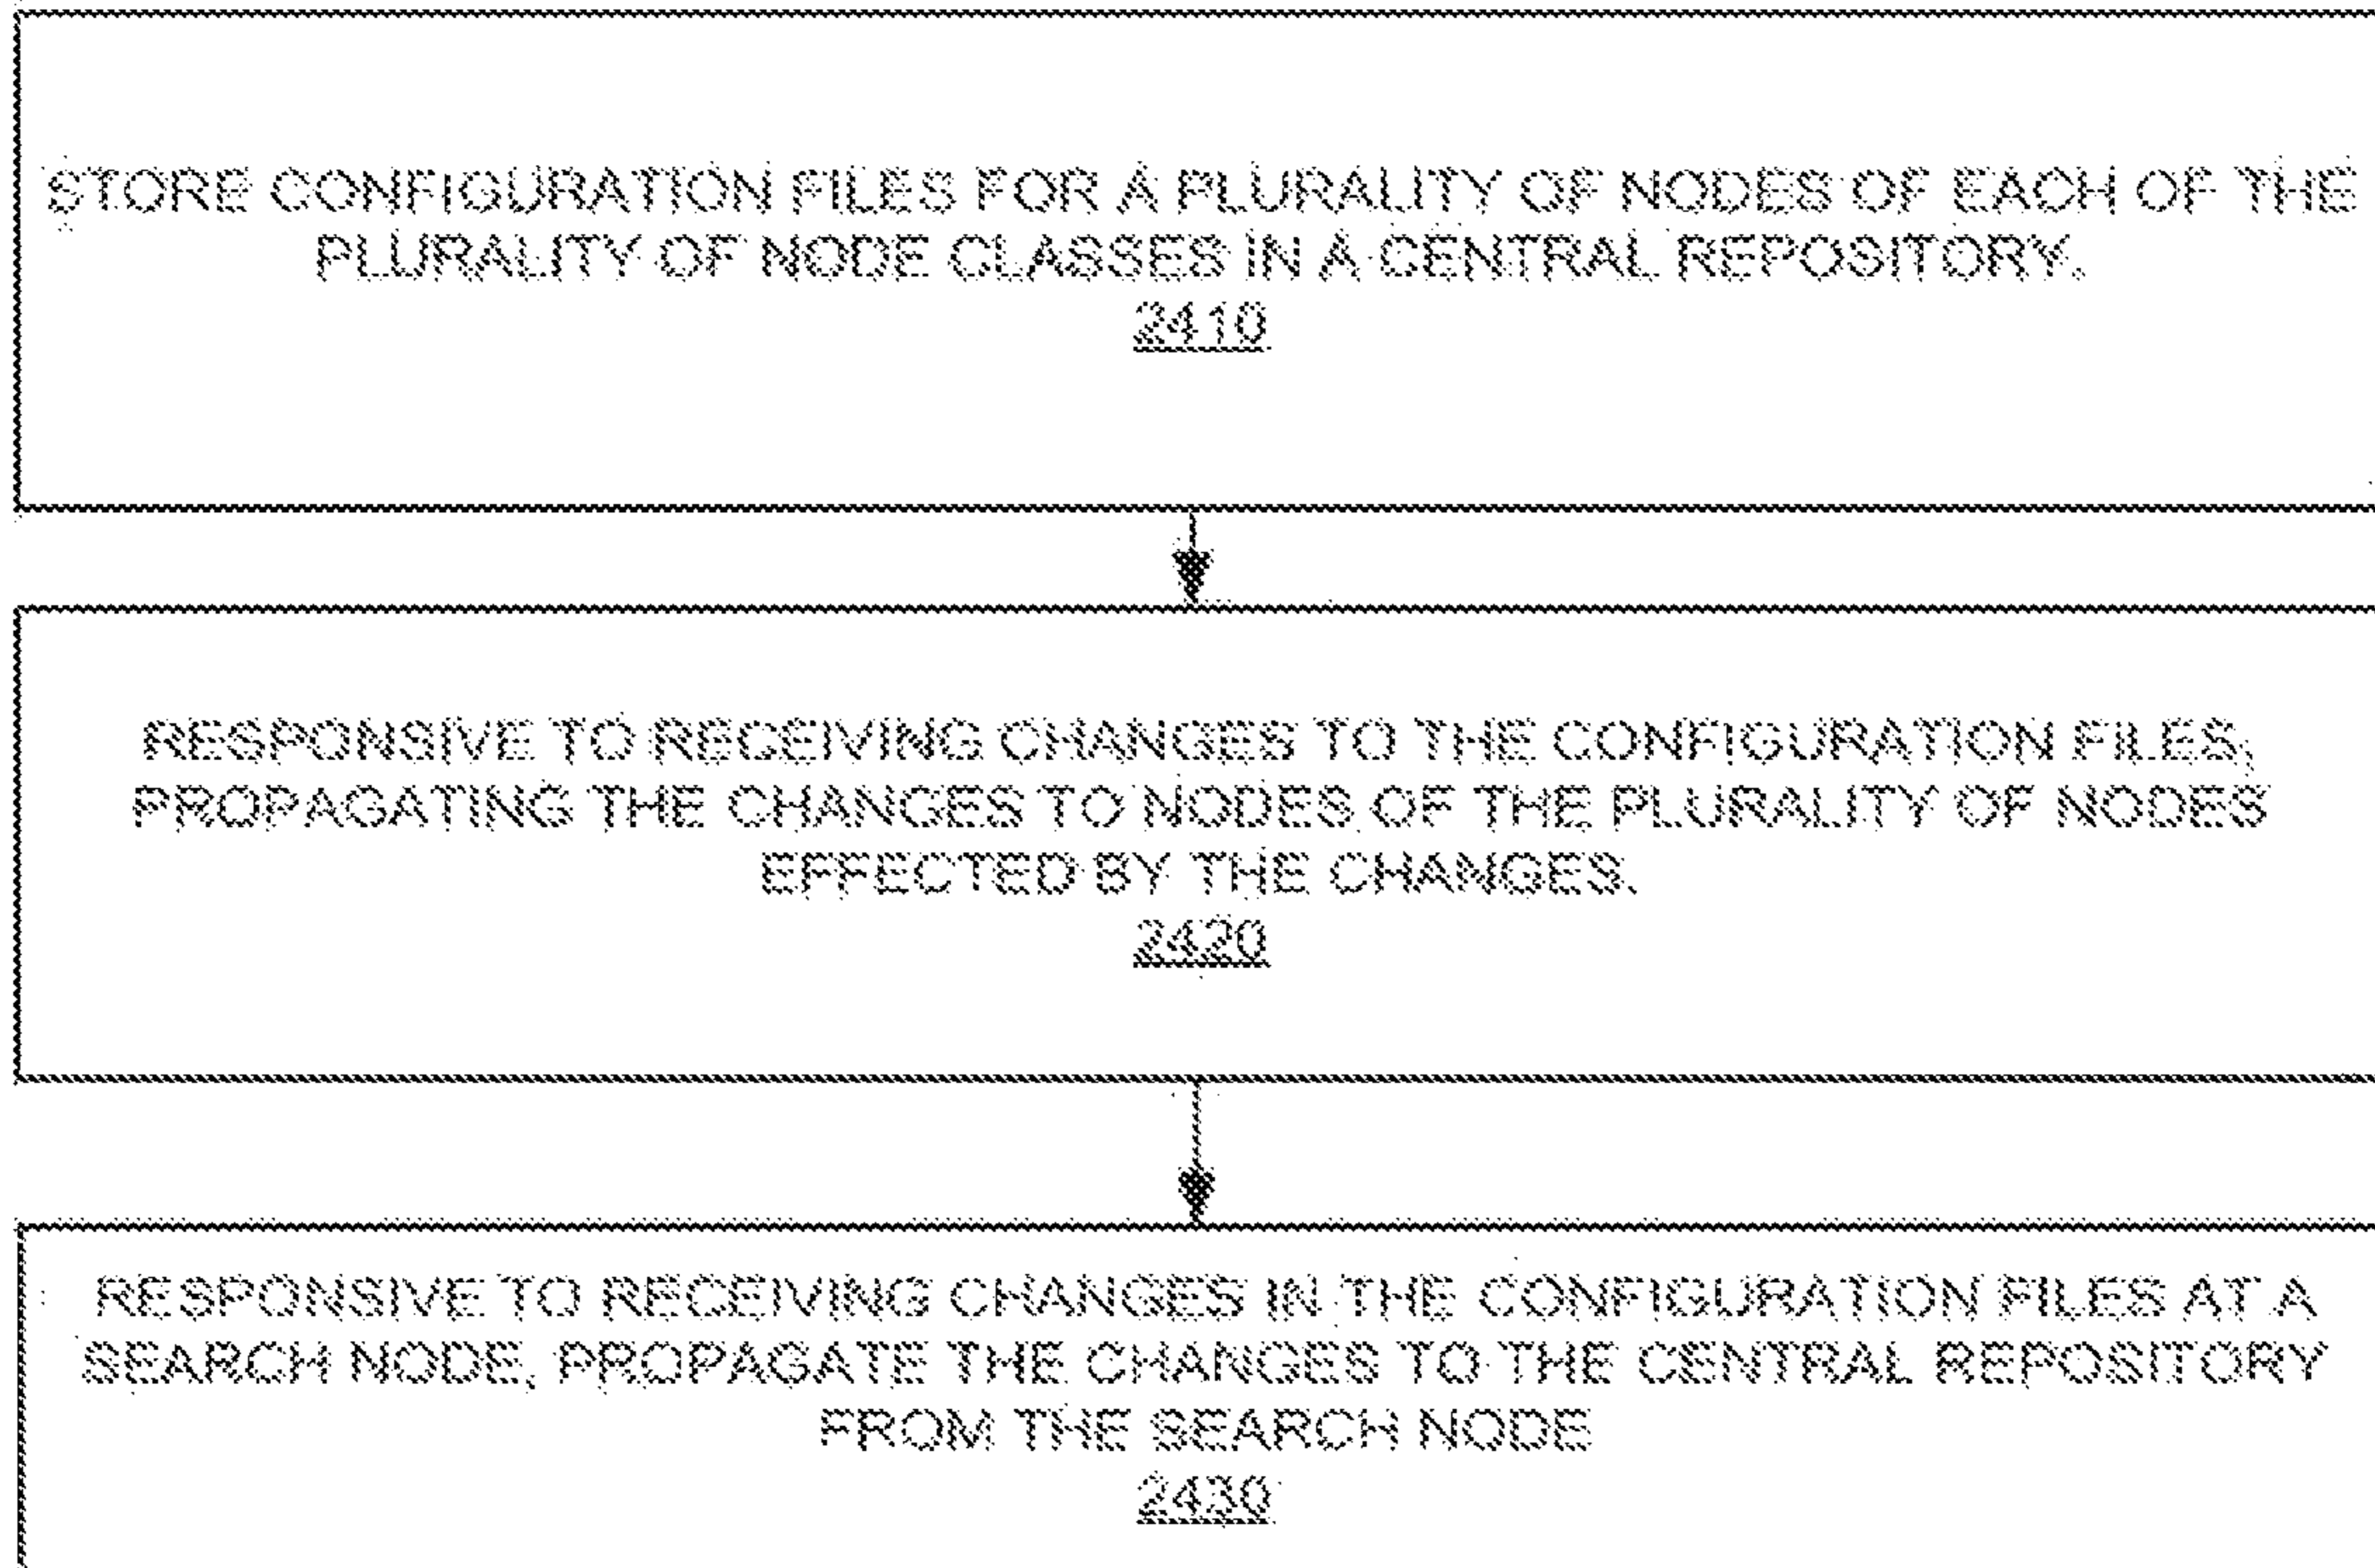 STORE CONFIGURATION FILES FOR A PLURALITY OF NODES OF EACH OF THE
PLURALITY OF NODE CLASSES IN A CENTRAL REPOSITORY.
2410
RESPONSIVE TO RECEIVING CHANGES TO THE CONFIGURATION FILES,
PROPAGATING THE CHANGES TO NODES OF THE PLURALITY OF NODES
EFFECTED BY THE CHANGES.
2420
RESPONSIVE TO RECEIVING CHANGES IN THE CONFIGURATION FILES AT A
SEARCH NODE, PROPAGATE THE CHANGES TO THE CENTRAL REPOSITORY
FROM THE SEARCH NODE
2430